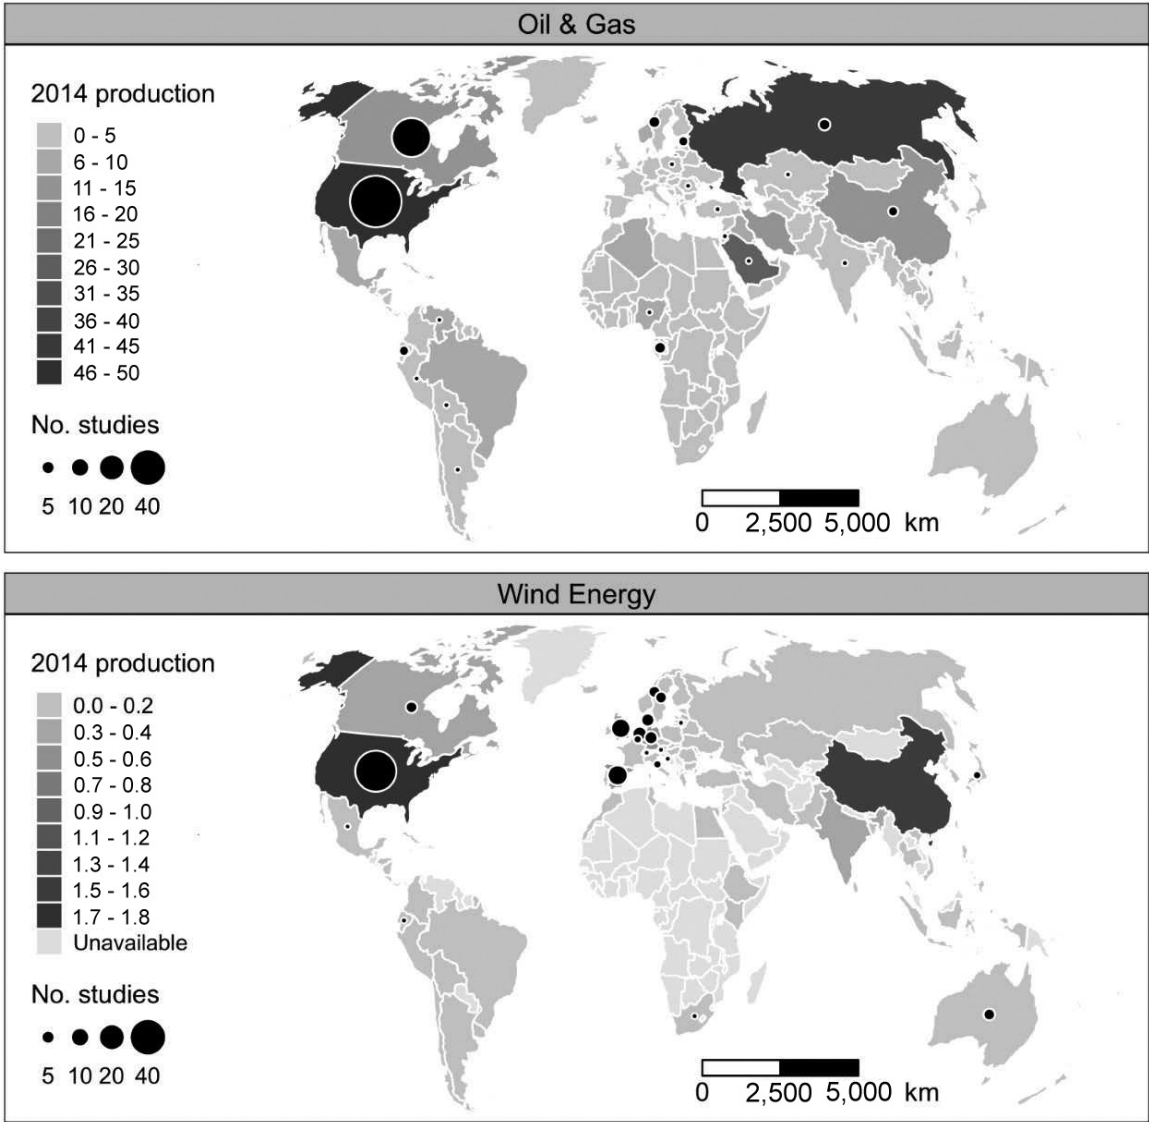 Oil & Gas
2014 production
0 - 5
6 - 10
11 - 15
16 - 20
21 - 25
26 - 30
31 - 35
36 - 40
41 - 45
46 - 50
No. studies
5 10 20 40
0 2,500 5,000 km
Wind Energy
2014 production
0.0 - 0.2
0.3 - 0.4
0.5 - 0.6
0.7 - 0.8
0.9 - 1.0
1.1 - 1.2
1.3 - 1.4
1.5 - 1.6
1.7 - 1.8
Unavailable
No. studies
5 10 20 40
0 2,500 5,000 km